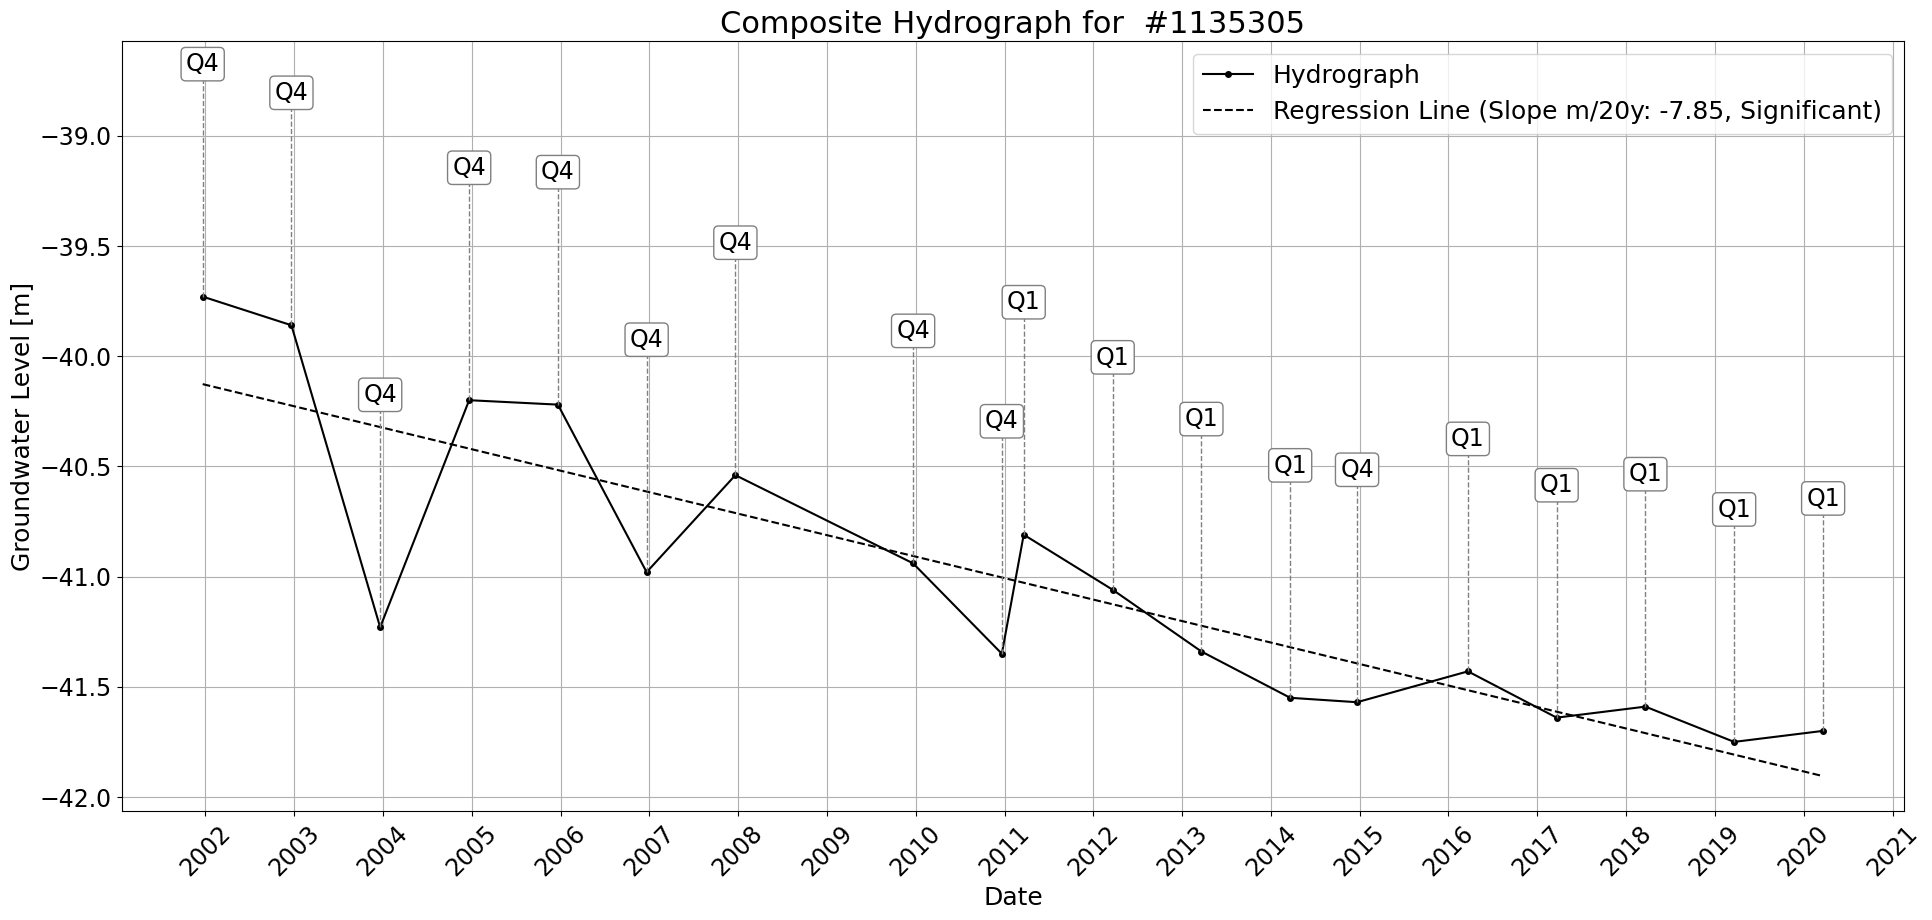 Composite Hydrograph for  #1135305
Hydrograph
Regression Line (Slope m/20y: -7.85, Significant)
Groundwater Level [m]
−39.0
−39.5
−40.0
−40.5
−41.0
−41.5
−42.0
Q4
Q4
Q4
Q4
Q4
Q4
Q4
Q4
Q4
Q1
Q1
Q1
Q1
Q4
Q1
Q1
Q1
Q1
Q1
2002
2003
2004
2005
2006
2007
2008
2009
2010
2011
2012
2013
2014
2015
2016
2017
2018
2019
2020
2021
Date